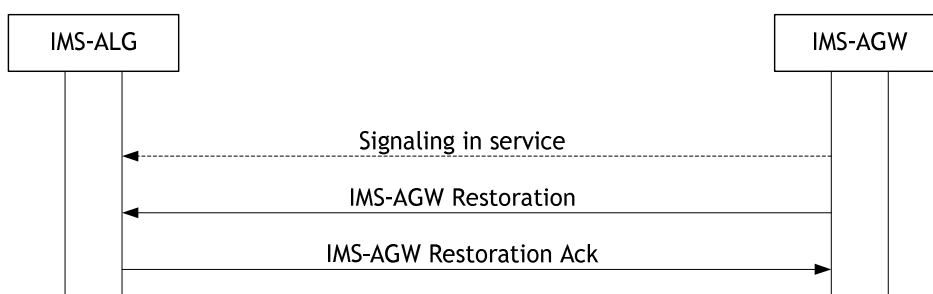 IMS-ALG
IMS-AGW
Signaling in service
IMS-AGW Restoration
IMS-AGW Restoration Ack